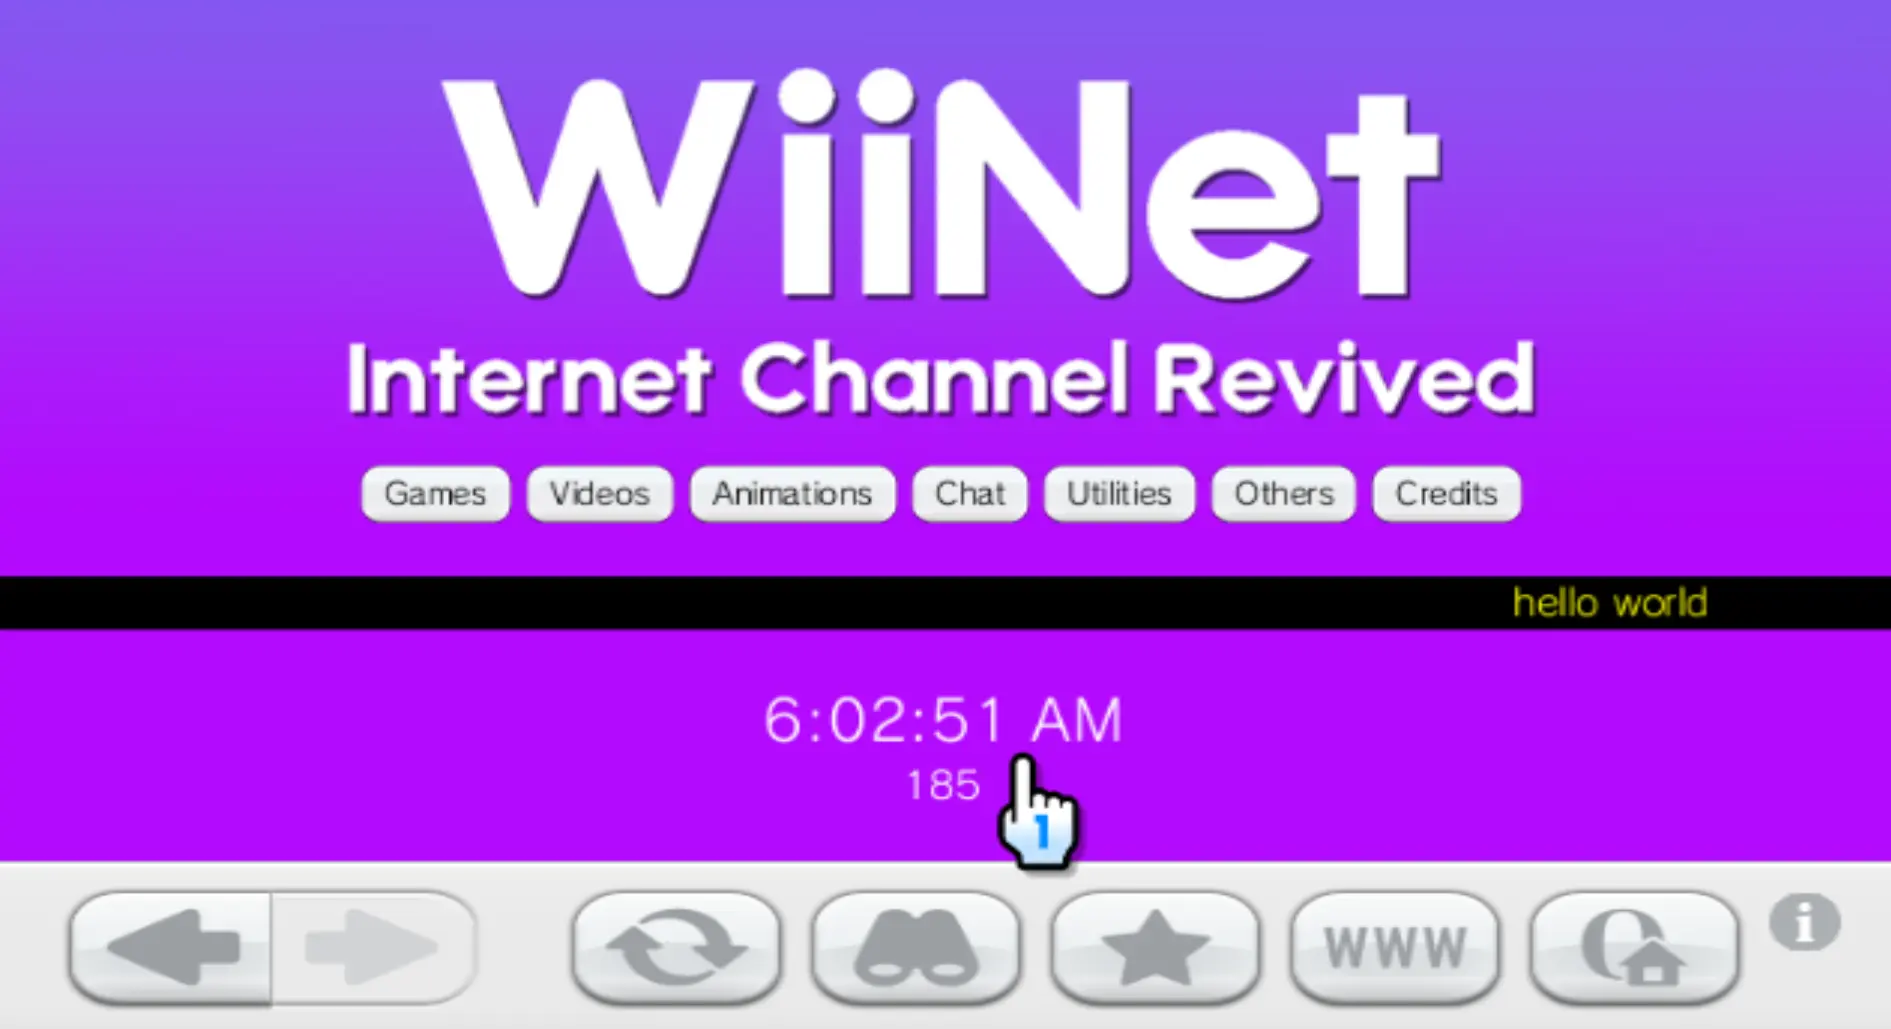 WiiNet
Internet Channel Revived
Games Videos Animations Chat Utilities Others Credits
hello world
6:02:51 AM
185
1
WWW
i